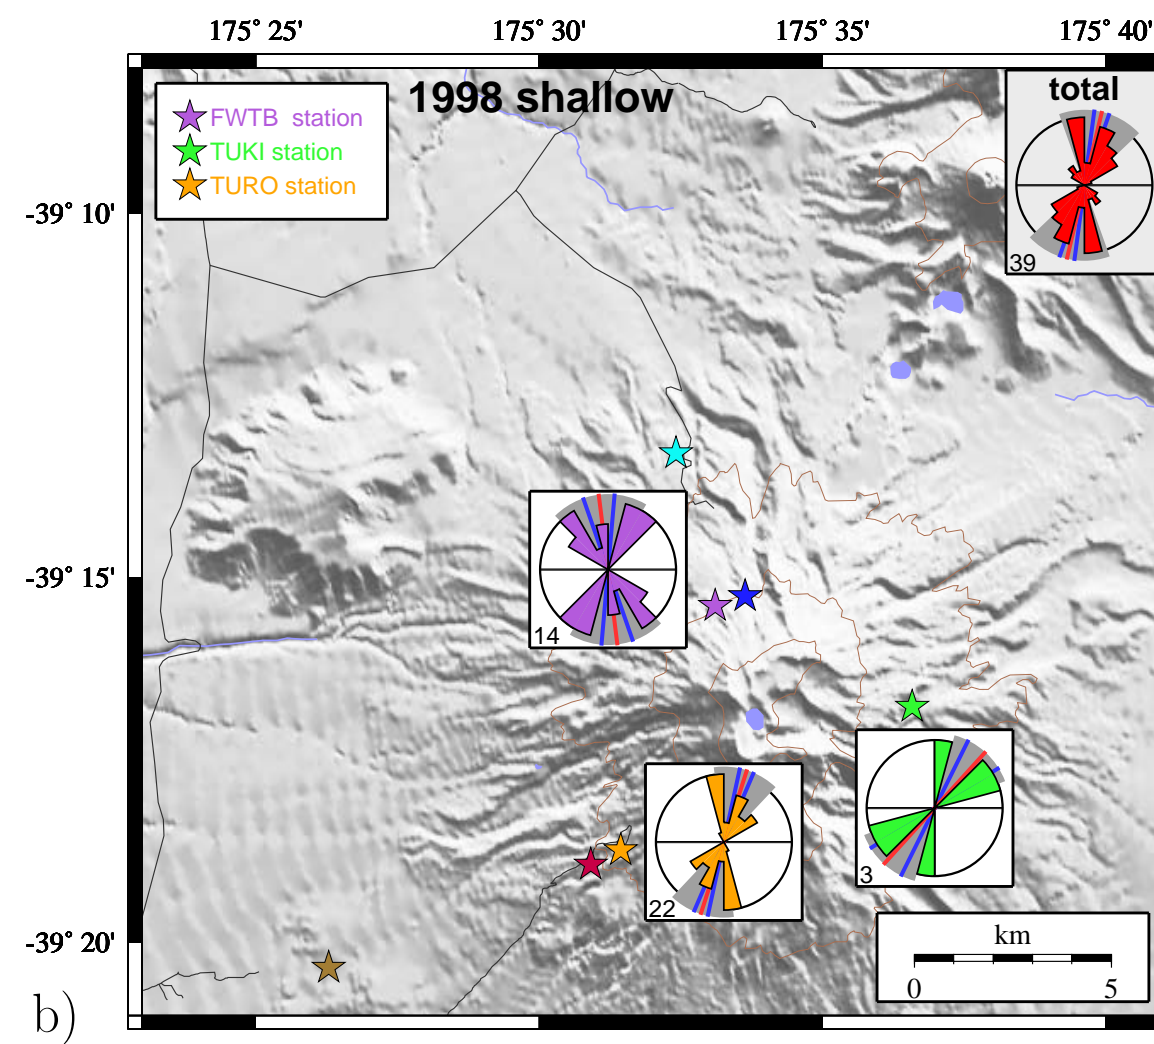 175° 25' 175° 30' 175° 35' 175° 40'
1998 shallow
total
FWTB station
TUKI station
TURO station
-39° 10'
39
-39° 15'
14
3
22
-39° 20'
km
0 5
b)